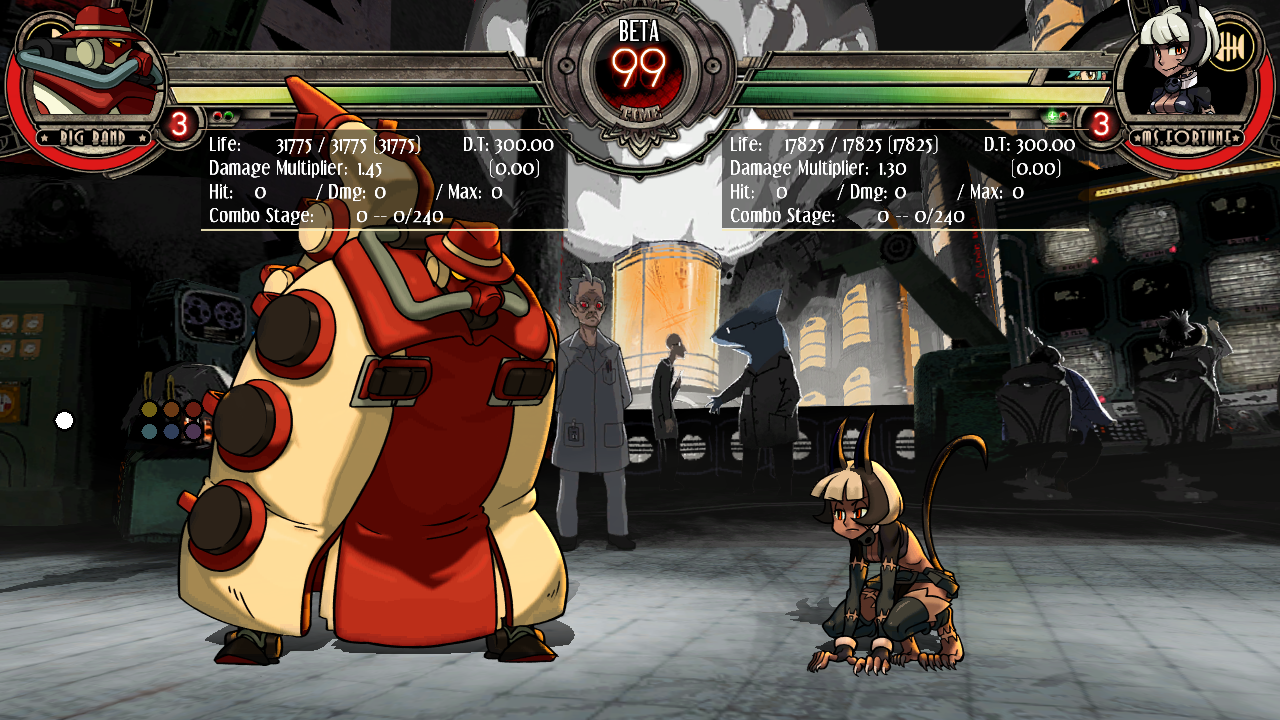 BETA
99
TIME
BIG BAND
3
3
MS. FORTUNE
Life: 31775 / 31775 [31775] D.T: 300.00
Damage Multiplier: 1.45 [0.00]
Hit: 0 / Dmg: 0 / Max: 0
Combo Stage: 0 -- 0/240
Life: 17825 / 17825 [17825] D.T: 300.00
Damage Multiplier: 1.30 [0.00]
Hit: 0 / Dmg: 0 / Max: 0
Combo Stage: 0 -- 0/240